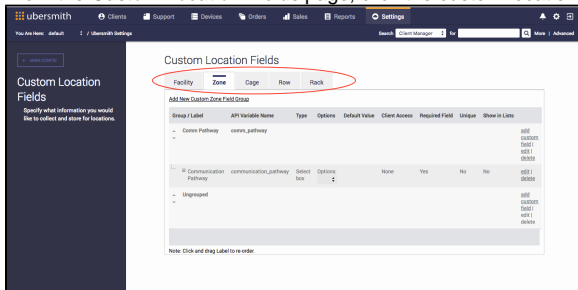 ubersmith Clients Support Devices Orders Sales Reports Settings
You Are Here: default / Ubersmith Settings Search Client Manager for More | Advanced
Custom Location Fields
Custom Location
Fields
Specify what information you would
like to collect and store for locations.
Facility Zone Cage Row Rack
Add New Custom Zone Field Group
Group / Label API Variable Name Type Options Default Value Client Access Required Field Unique Show in Lists
Comm Pathway comm_pathway add
custom
field |
edit |
delete
Communication communication_pathway Select Options None Yes No No edit |
Pathway box delete
Ungrouped add
custom
field |
edit |
delete
Note: Click and drag Label to re-order.